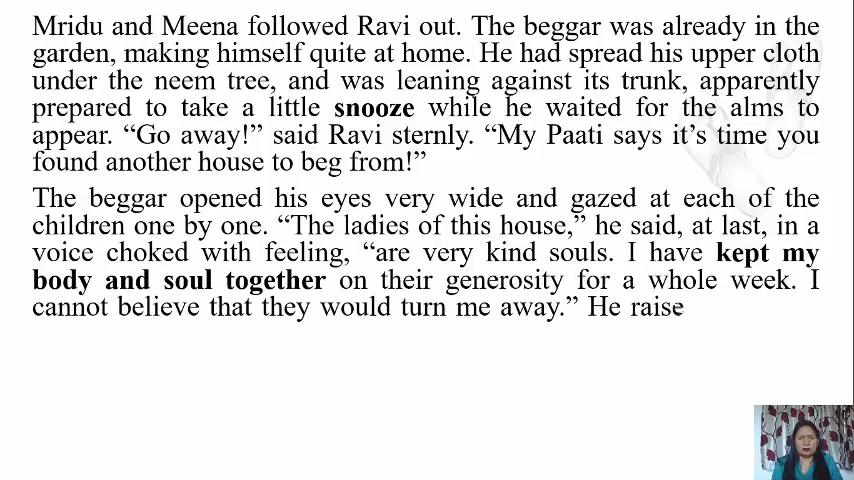 Mridu and Meena followed Ravi out. The beggar was already in the
garden, making himself quite at home. He had spread his upper cloth
under the neem tree, and was leaning against its trunk, apparently
prepared to take a little snooze while he waited for the alms to
appear. “Go away!” said Ravi sternly. “My Paati says it’s time you
found another house to beg from!”
The beggar opened his eyes very wide and gazed at each of the
children one by one. “The ladies of this house,” he said, at last, in a
voice choked with feeling, “are very kind souls. I have kept my
body and soul together on their generosity for a whole week. I
cannot believe that they would turn me away.” He raise